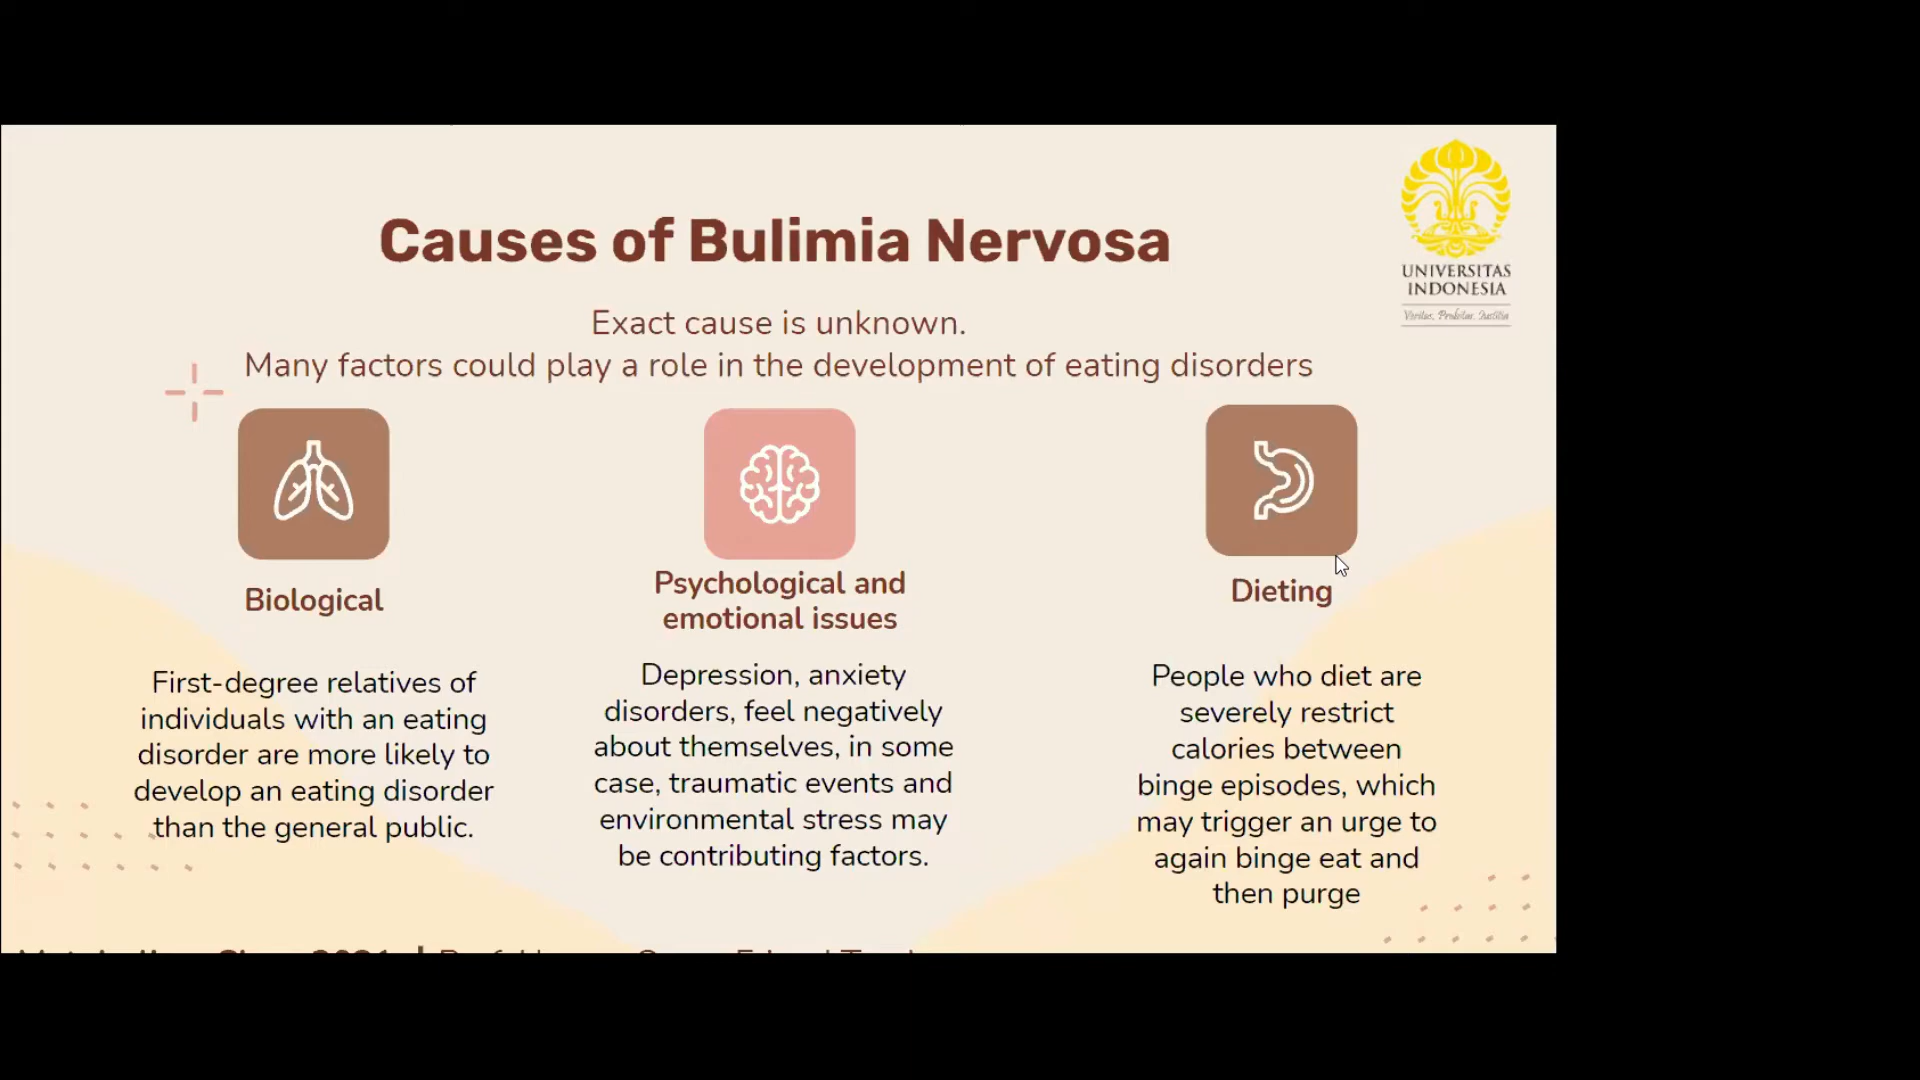 Causes of Bulimia Nervosa
UNIVERSITAS
INDONESIA
Veritas, Probitas, Justitia
Exact cause is unknown.
Many factors could play a role in the development of eating disorders
Biological
First-degree relatives of
individuals with an eating
disorder are more likely to
develop an eating disorder
than the general public.
Psychological and
emotional issues
Depression, anxiety
disorders, feel negatively
about themselves, in some
case, traumatic events and
environmental stress may
be contributing factors.
Dieting
People who diet are
severely restrict
calories between
binge episodes, which
may trigger an urge to
again binge eat and
then purge